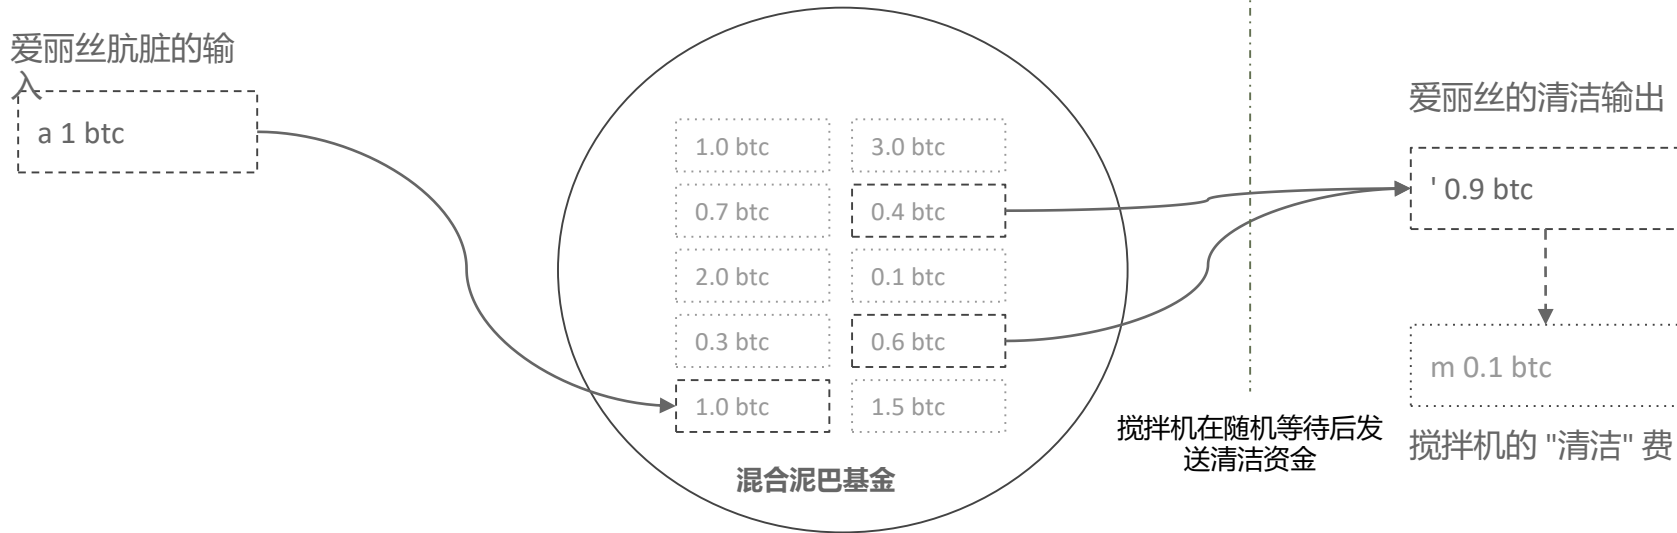 爱丽丝肮脏的输
入
a 1 btc
1.0 btc
3.0 btc
0.7 btc
0.4 btc
2.0 btc
0.1 btc
0.3 btc
0.6 btc
1.0 btc
1.5 btc
混合泥巴基金
搅拌机在随机等待后发
送清洁资金
爱丽丝的清洁输出
' 0.9 btc
m 0.1 btc
搅拌机的 "清洁" 费